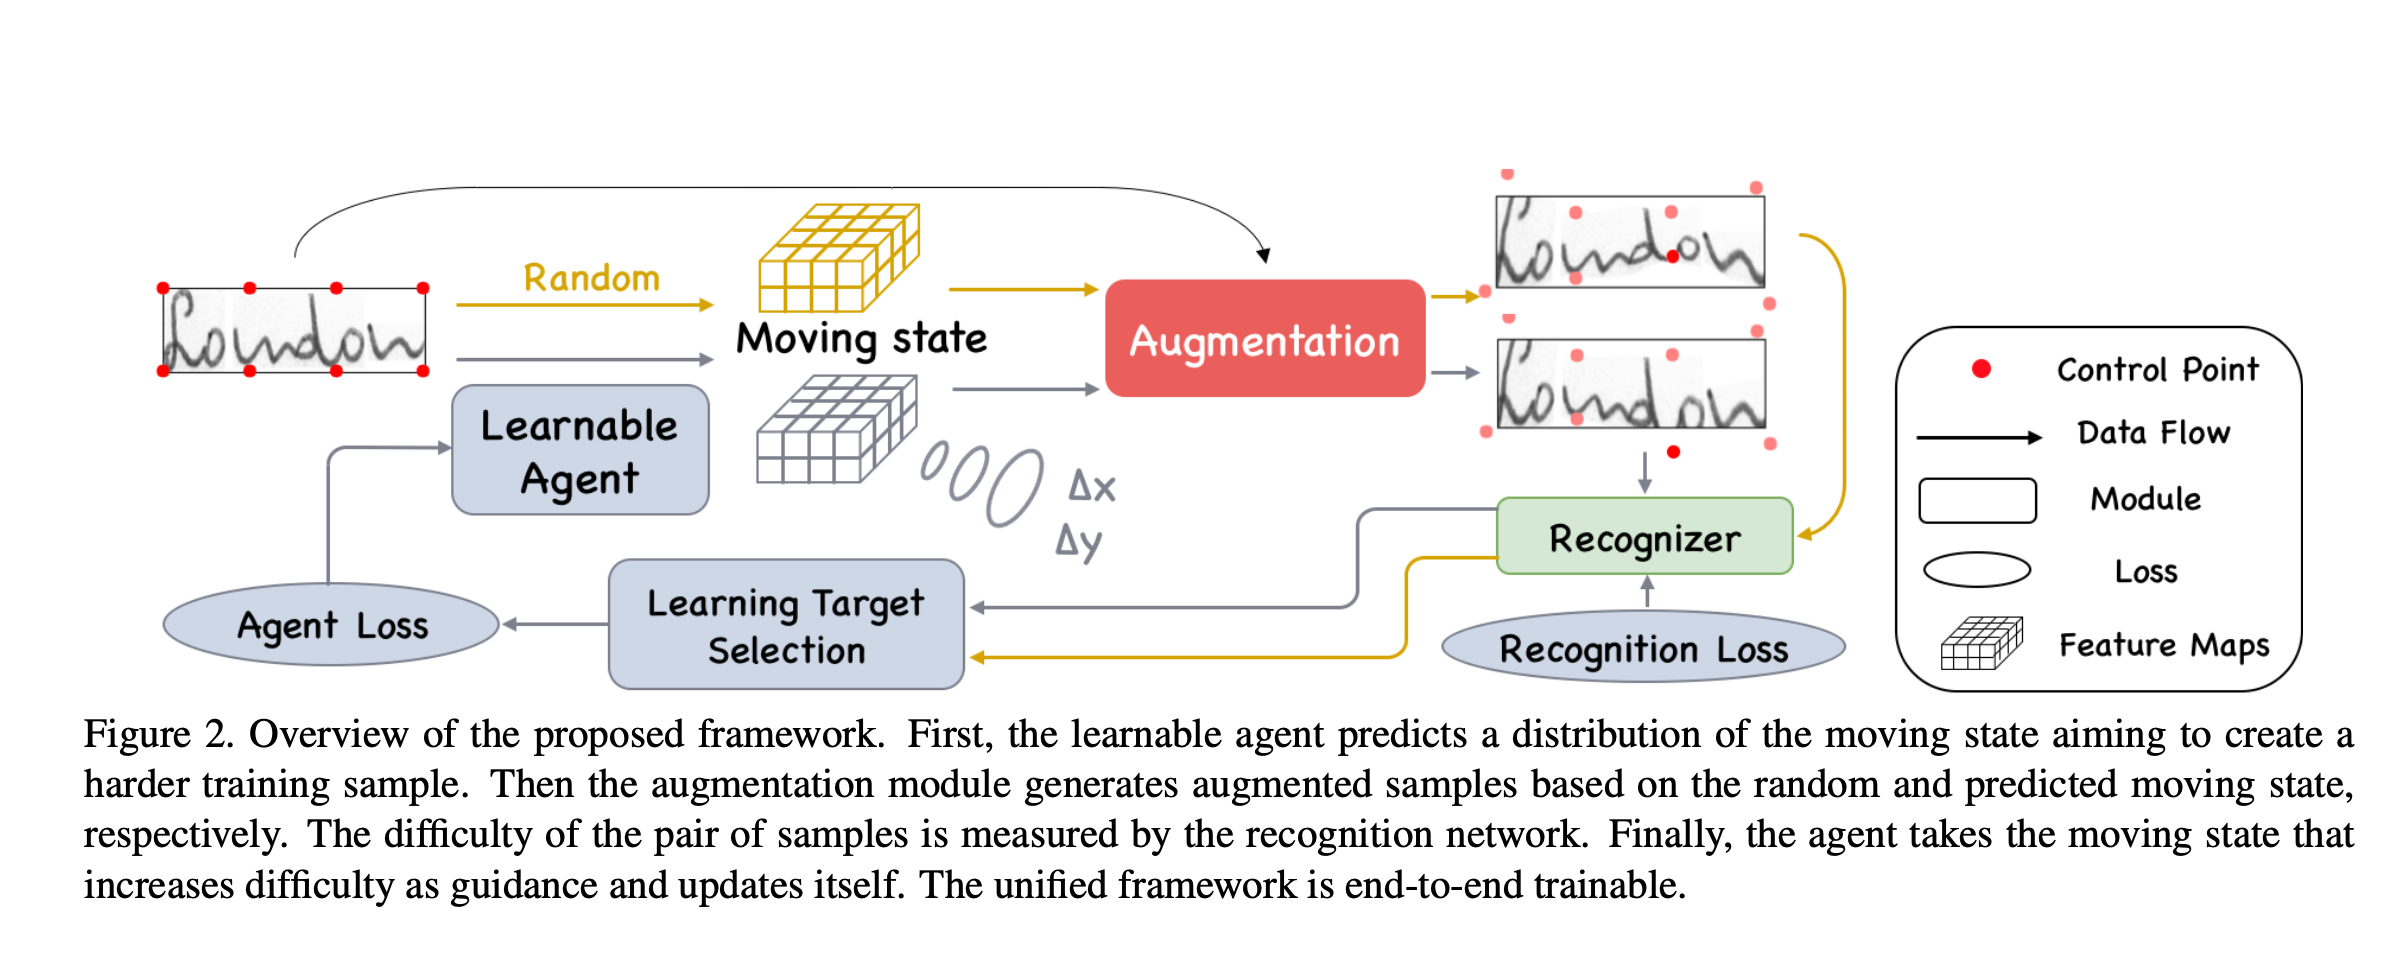 London
Random
Moving state
Augmentation
London
London
Learnable
Agent
Δx
Δy
Recognizer
Learning Target
Selection
Agent Loss
Recognition Loss
Control Point
Data Flow
Module
Loss
Feature Maps
Figure 2. Overview of the proposed framework. First, the learnable agent predicts a distribution of the moving state aiming to create a
harder training sample. Then the augmentation module generates augmented samples based on the random and predicted moving state,
respectively. The difficulty of the pair of samples is measured by the recognition network. Finally, the agent takes the moving state that
increases difficulty as guidance and updates itself. The unified framework is end-to-end trainable.